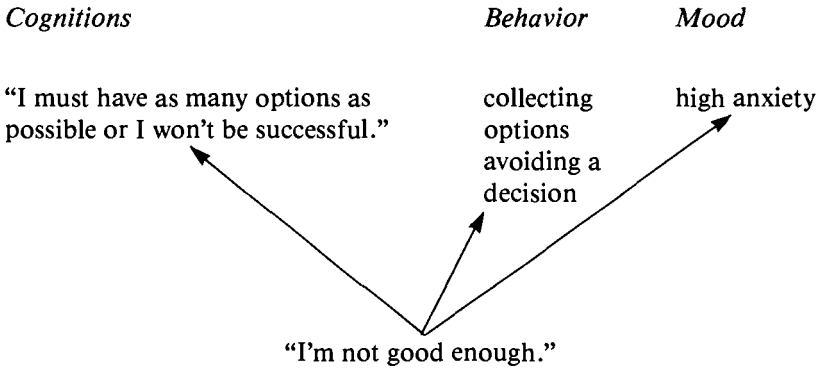 Cognitions Behavior Mood
“I must have as many options as collecting high anxiety
possible or I won't be successful.” options
avoiding a
decision
“I'm not good enough.”